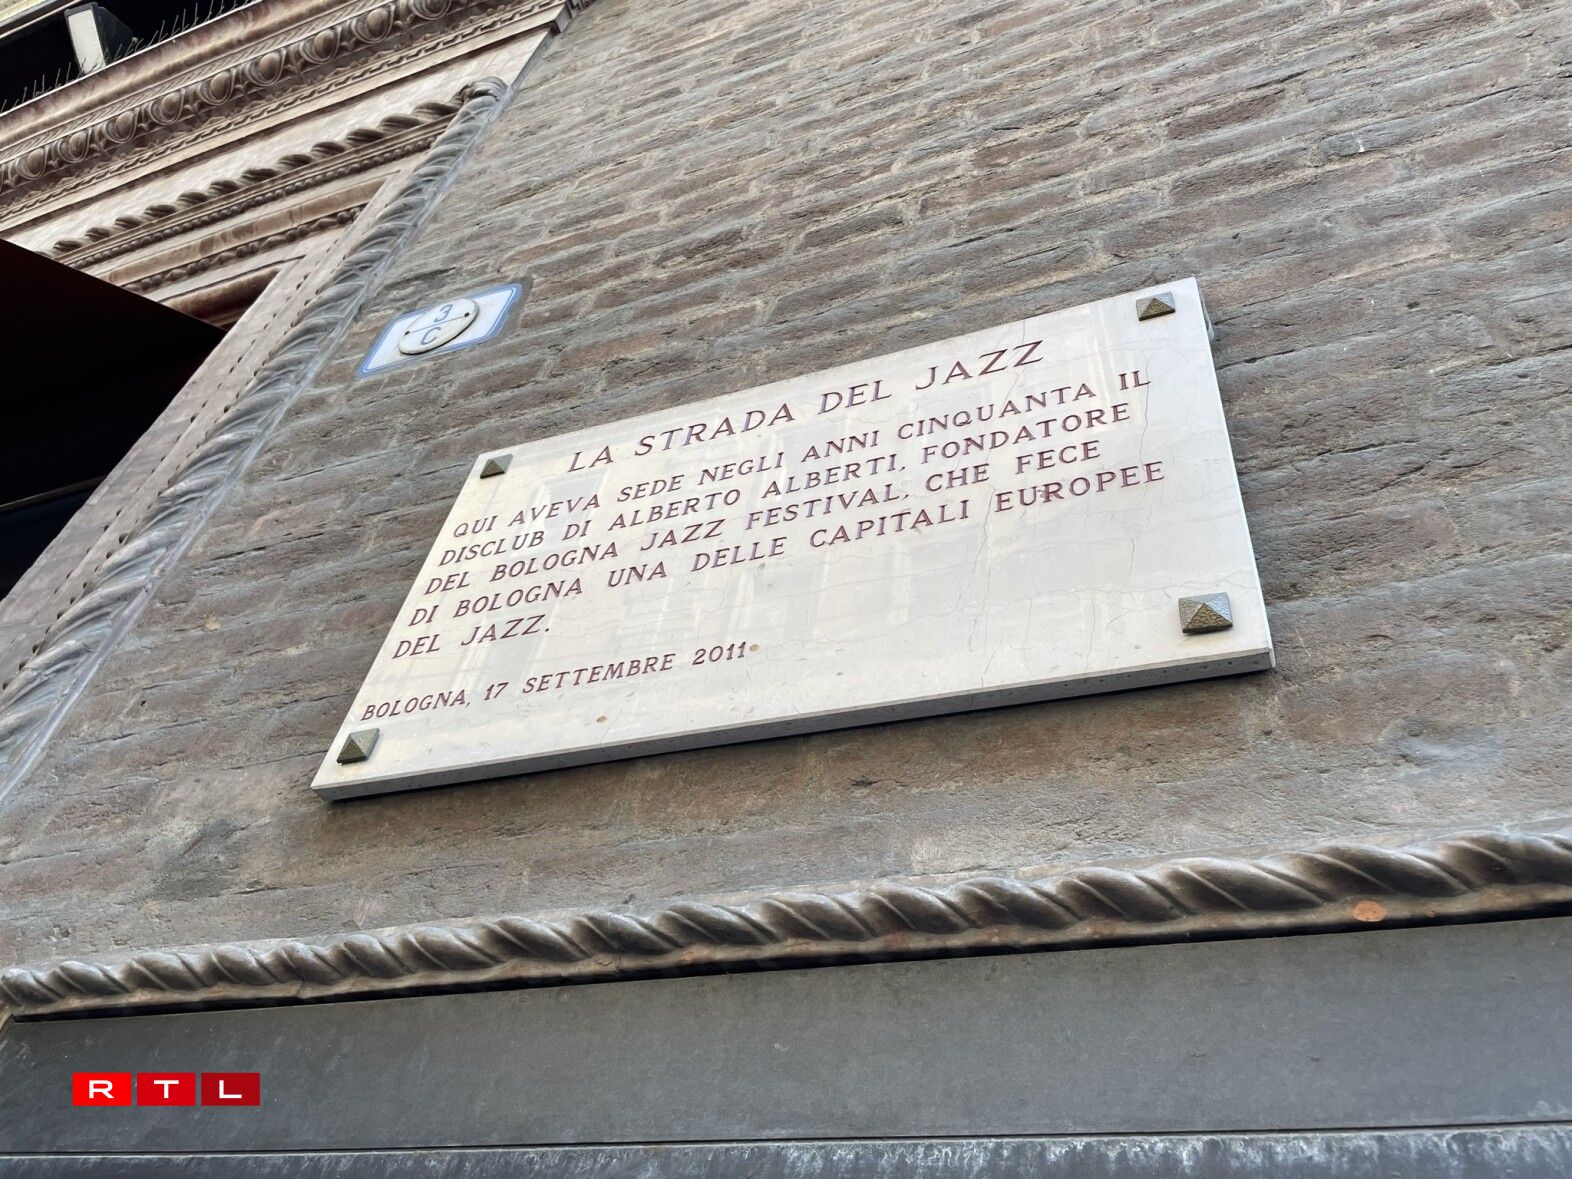 3
C
LA STRADA DEL JAZZ
QUI AVEVA SEDE NEGLI ANNI CINQUANTA IL
DISCLUB DI ALBERTO ALBERTI, FONDATORE
DEL BOLOGNA JAZZ FESTIVAL, CHE FECE
DI BOLOGNA UNA DELLE CAPITALI EUROPEE
DEL JAZZ.
BOLOGNA, 17 SETTEMBRE 2011
RTL